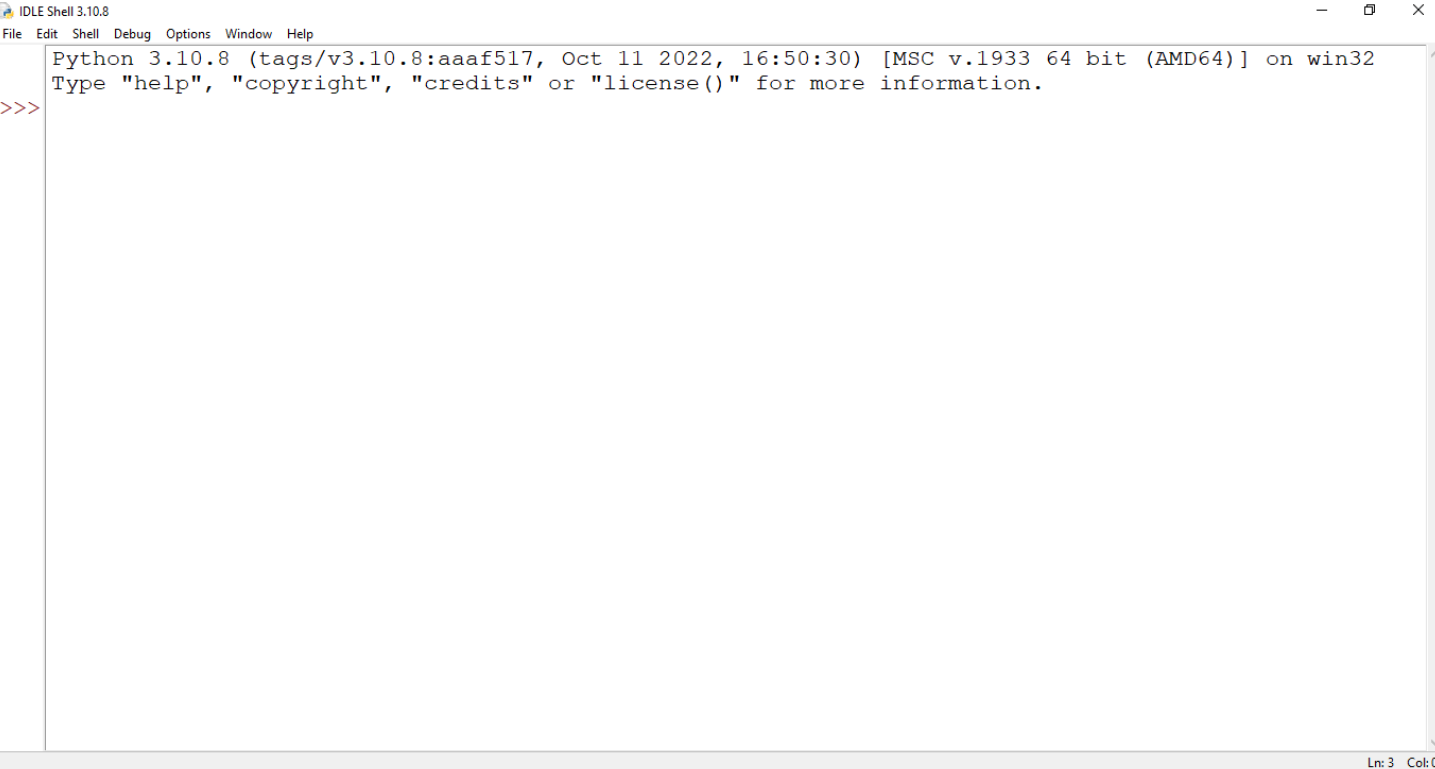 IDLE Shell 3.10.8
File Edit Shell Debug Options Window Help
Python 3.10.8 (tags/v3.10.8:aaaf517, Oct 11 2022, 16:50:30) [MSC v.1933 64 bit (AMD64)] on win32
Type "help", "copyright", "credits" or "license()" for more information.
>>>
Ln: 3 Col: